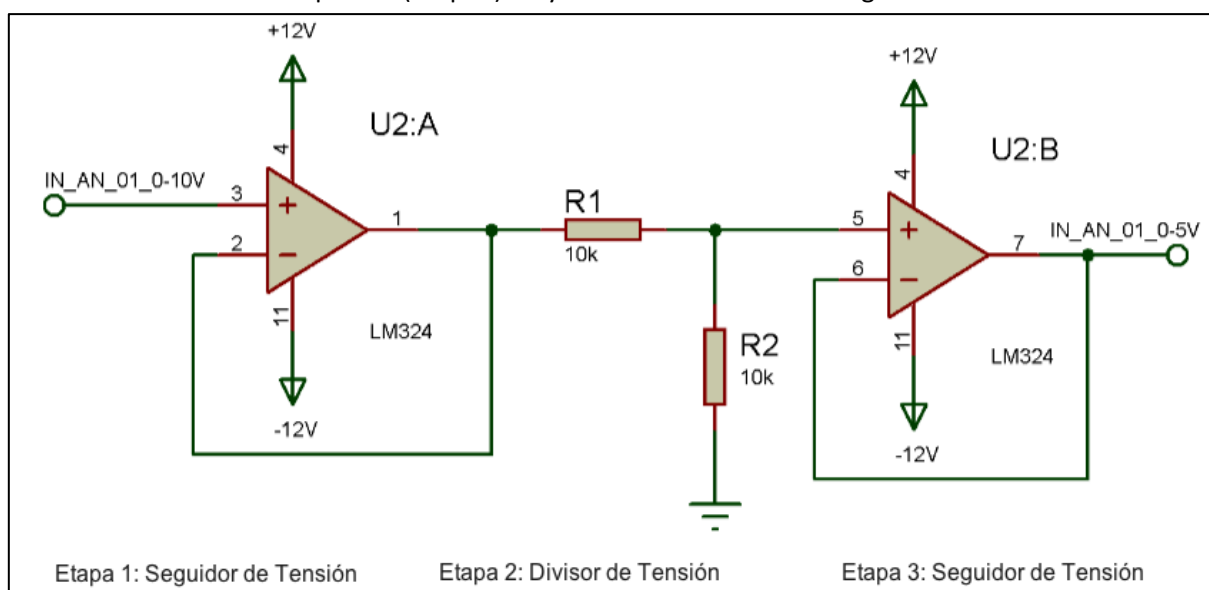 +12V
+12V
U2:A
U2:B
4
4
IN_AN_01_0-10V
3
+
1
2
−
R1
10k
5
+
7
IN_AN_01_0-5V
6
−
11
LM324
R2
10k
11
LM324
-12V
-12V
Etapa 1: Seguidor de Tensión
Etapa 2: Divisor de Tensión
Etapa 3: Seguidor de Tensión